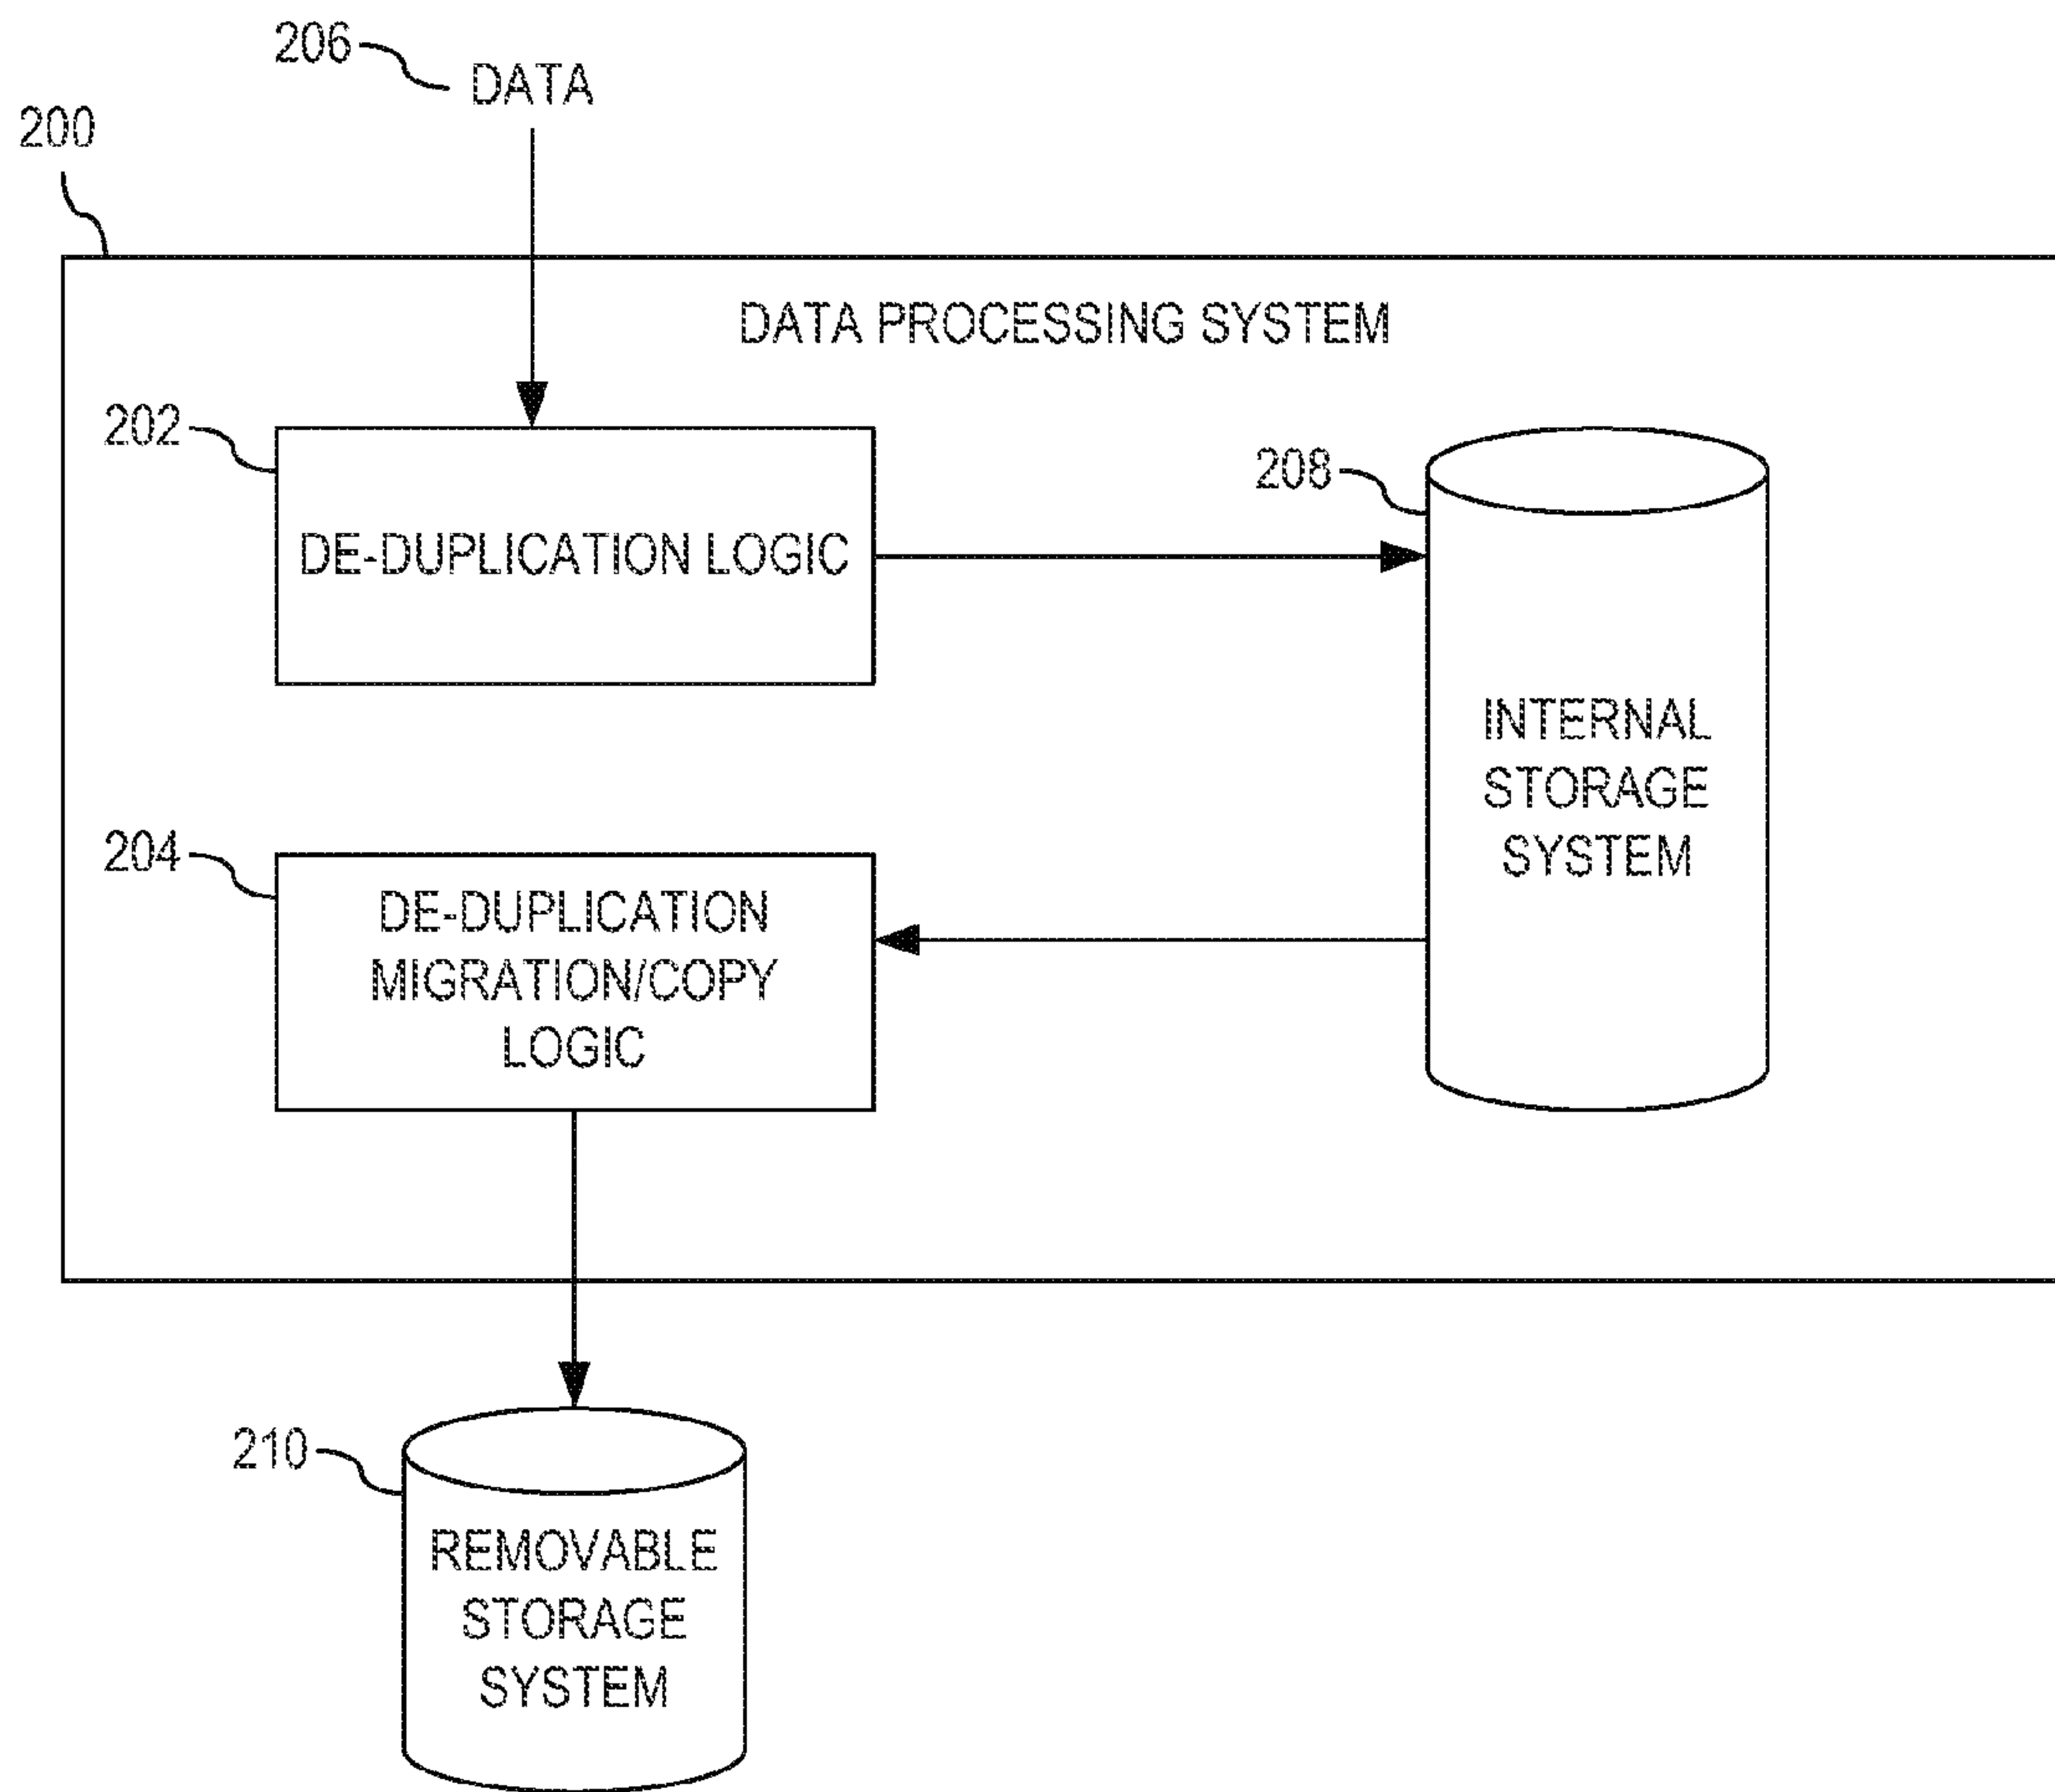 206
DATA
200
DATA PROCESSING SYSTEM
202
DE-DUPLICATION LOGIC
208
INTERNAL
STORAGE
SYSTEM
204
DE-DUPLICATION
MIGRATION/COPY
LOGIC
210
REMOVABLE
STORAGE
SYSTEM